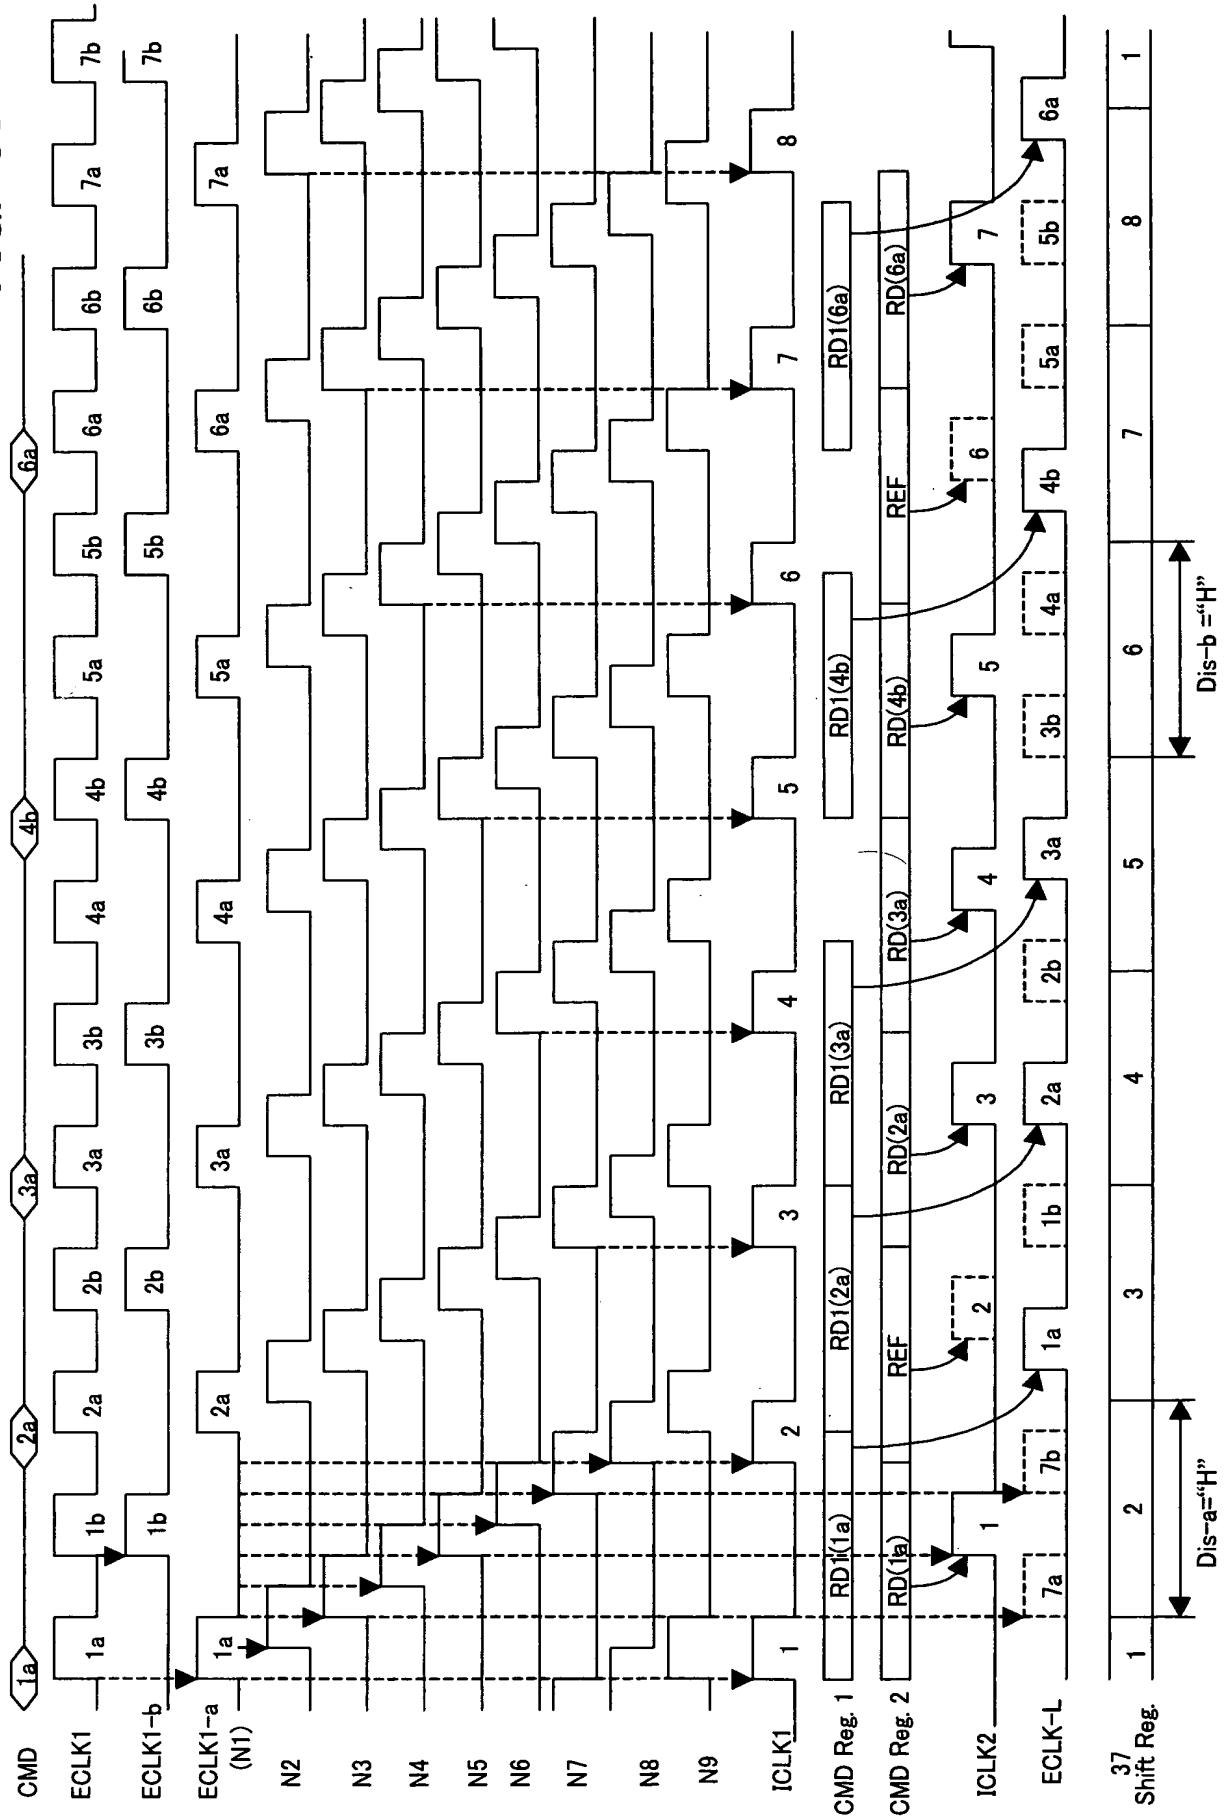 CMD 1a 2a 3a 4b 6a
ECLK1 1a 1b 2a 2b 3a 3b 4a 4b 5a 5b 6a 6b 7a 7b
ECLK1-b 1b 2b 3b 4b 5b 6b 7b
ECLK1-a 1a 2a 3a 4a 5a 6a 7a
(N1)
N2
N3
N4
N5
N6
N7
N8
N9
ICLK1 1 2 3 4 5 6 7 8
CMD Reg. 1 RD1(1a) RD1(2a) RD1(3a) RD1(4b) RD1(6a)
CMD Reg. 2 RD(1a) REF RD(2a) RD(3a) RD(4b) REF RD(6a)
ICLK2 1 2 3 4 5 6 7
ECLK-L 7a 7b 1a 1b 2a 2b 3a 3b 4a 4b 5a 5b 6a
37
Shift Reg. 1 2 3 4 5 6 7 8 1
Dis-a="H" Dis-b ="H"